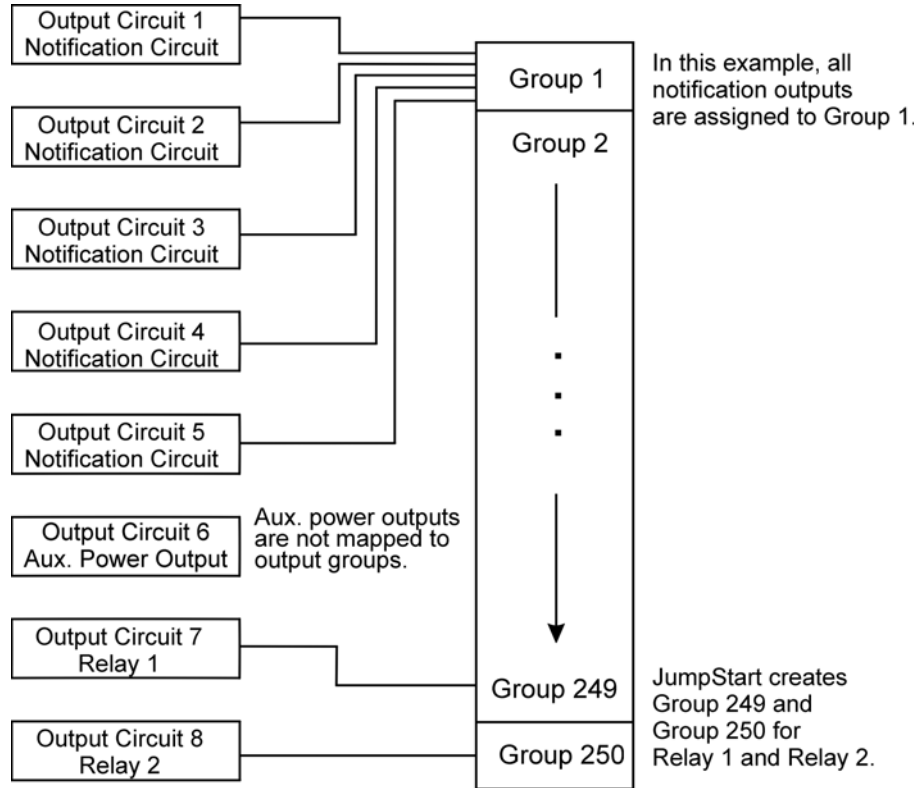 Output Circuit 1
Notification Circuit
Output Circuit 2
Notification Circuit
Output Circuit 3
Notification Circuit
Output Circuit 4
Notification Circuit
Output Circuit 5
Notification Circuit
Output Circuit 6
Aux. Power Output
Aux. power outputs
are not mapped to
output groups.
Output Circuit 7
Relay 1
Output Circuit 8
Relay 2
Group 1
Group 2
Group 249
Group 250
In this example, all
notification outputs
are assigned to Group 1.
JumpStart creates
Group 249 and
Group 250 for
Relay 1 and Relay 2.